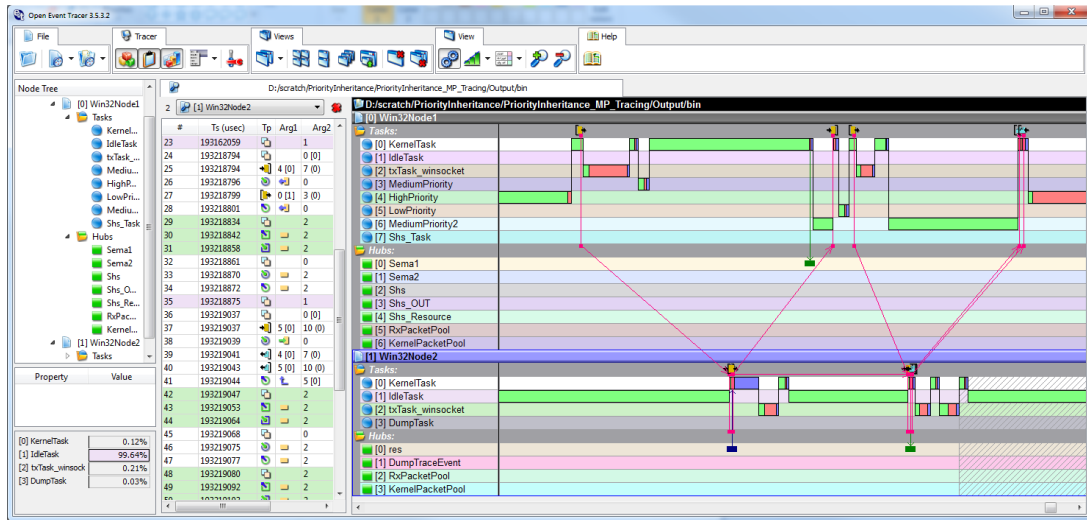 Open Event Tracer 3.5.3.2
File Tracer Views View Help
Node Tree
[0] Win32Node1
Tasks
Kernel...
IdleTask
txTask_...
Mediu...
HighP...
LowPri...
Mediu...
Shs_Task
Hubs
Sema1
Sema2
Shs
Shs_O...
Shs_Re...
RxPac...
Kernel...
[1] Win32Node2
Tasks
Property Value
[0] KernelTask 0.12%
[1] IdleTask 99.64%
[2] txTask_winsock 0.21%
[3] DumpTask 0.03%
D:/scratch/PriorityInheritance/PriorityInheritance_MP_Tracing/Output/bin
2 [1] Win32Node2
# Ts (usec) Tp Arg1 Arg2
23 193162059 1
24 193218794 0 [0]
25 193218794 4 [0] 7 (0)
26 193218796 0
27 193218799 0 [1] 3 (0)
28 193218801 0
29 193218834 2
30 193218842 2
31 193218858 2
32 193218861 0
33 193218870 2
34 193218872 2
35 193218875 1
36 193219037 0 [0]
37 193219037 5 [0] 10 (0)
38 193219039 0
39 193219041 4 [0] 7 (0)
40 193219043 5 [0] 10 (0)
41 193219044 5 [0]
42 193219047 2
43 193219053 2
44 193219064 2
45 193219068 0
46 193219075 2
47 193219077 2
48 193219080 2
49 193219092 2
D:/scratch/PriorityInheritance/PriorityInheritance_MP_Tracing/Output/bin
[0] Win32Node1
Tasks:
[0] KernelTask
[1] IdleTask
[2] txTask_winsocket
[3] MediumPriority
[4] HighPriority
[5] LowPriority
[6] MediumPriority2
[7] Shs_Task
Hubs:
[0] Sema1
[1] Sema2
[2] Shs
[3] Shs_OUT
[4] Shs_Resource
[5] RxPacketPool
[6] KernelPacketPool
[1] Win32Node2
Tasks:
[0] KernelTask
[1] IdleTask
[2] txTask_winsocket
[3] DumpTask
Hubs:
[0] res
[1] DumpTraceEvent
[2] RxPacketPool
[3] KernelPacketPool